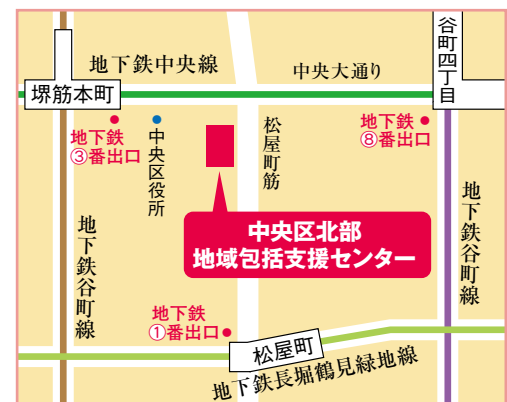 地下鉄中央線
中央大通り
谷町四丁目
堺筋本町
地下鉄
③番出口
中央区役所
松屋町筋
地下鉄
⑧番出口
中央区北部
地域包括支援センター
地下鉄谷町線
地下鉄谷町線
地下鉄
①番出口
松屋町
地下鉄長堀鶴見緑地線